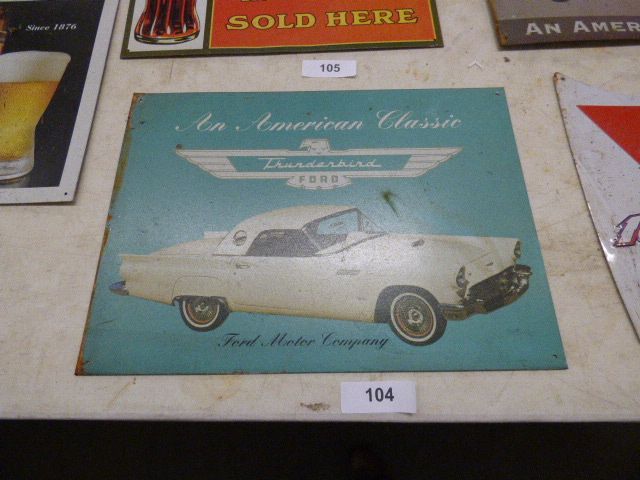 Since 1876
SOLD HERE
AN AMER
105
An American Classic
Thunderbird
FORD
Ford Motor Company
104